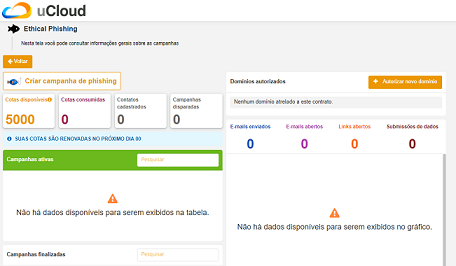 uCloud
Ethical Phishing
Nesta tela você pode consultar informações gerais sobre as campanhas
Voltar
Criar campanha de phishing
Cotas disponíveis
5000
Cotas consumidas
0
Contatos cadastrados
0
Campanhas disparadas
0
SUAS COTAS SÃO RENOVADAS NO PRÓXIMO DIA 00
Campanhas ativas
Pesquisar
Não há dados disponíveis para serem exibidos na tabela.
Campanhas finalizadas
Pesquisar
Domínios autorizados
+ Autorizar novo domínio
Nenhum domínio atrelado a este contrato.
E-mails enviados
0
E-mails abertos
0
Links abertos
0
Submissões de dados
0
Não há dados disponíveis para serem exibidos no gráfico.